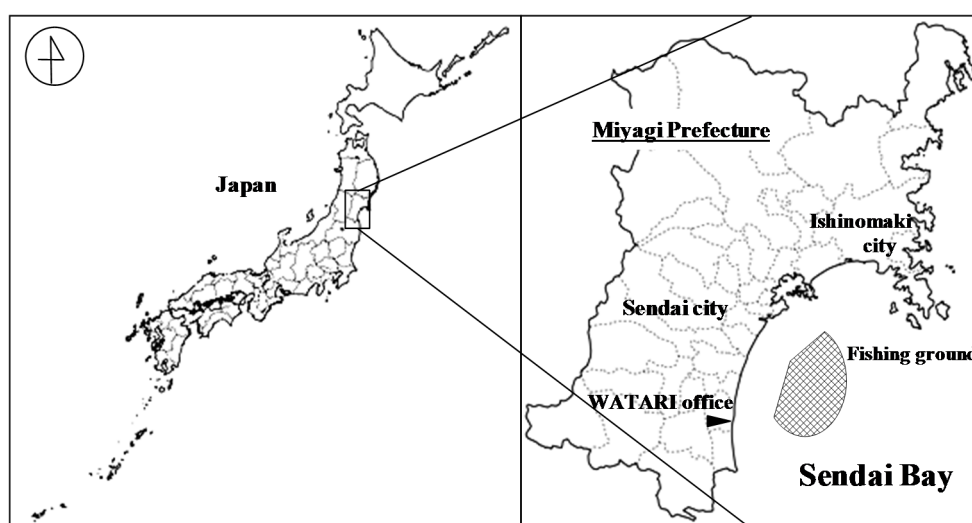 Japan
Miyagi Prefecture
Ishinomaki
city
Sendai city
Fishing ground
WATARI office
Sendai Bay